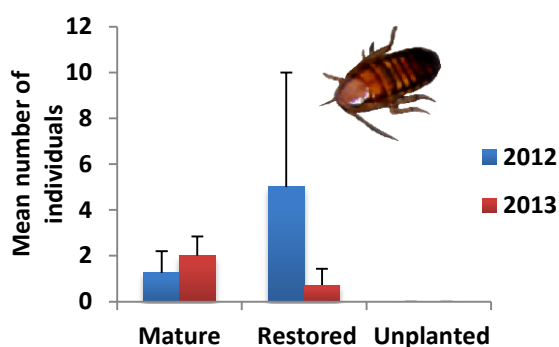 Mean number of
individuals
12
10
8
6
4
2
0
Mature
Restored
Unplanted
2012
2013